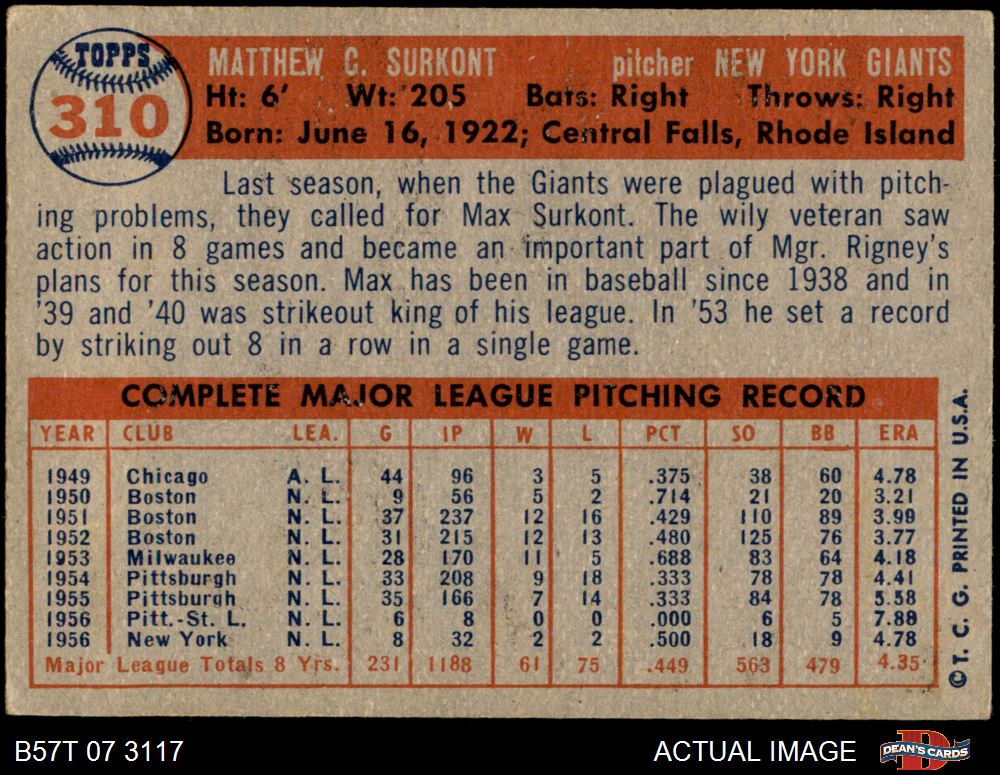 TOPPS
310
MATTHEW C. SURKONT pitcher NEW YORK GIANTS
Ht: 6' Wt: 205 Bats: Right Throws: Right
Born: June 16, 1922; Central Falls, Rhode Island
Last season, when the Giants were plagued with pitch-
ing problems, they called for Max Surkont. The wily veteran saw
action in 8 games and became an important part of Mgr. Rigney's
plans for this season. Max has been in baseball since 1938 and in
'39 and '40 was strikeout king of his league. In '53 he set a record
by striking out 8 in a row in a single game.
COMPLETE MAJOR LEAGUE PITCHING RECORD
YEAR CLUB LEA. G IP W L PCT SO BB ERA
1949 Chicago A. L. 44 96 3 5 .375 38 60 4.78
1950 Boston N. L. 9 56 5 2 .714 21 20 3.21
1951 Boston N. L. 37 237 12 16 .429 110 89 3.99
1952 Boston N. L. 31 215 12 13 .480 125 76 3.77
1953 Milwaukee N. L. 28 170 11 5 .688 83 64 4.18
1954 Pittsburgh N. L. 33 208 9 18 .333 78 78 4.41
1955 Pittsburgh N. L. 35 166 7 14 .333 84 78 5.58
1956 Pitt.-St. L. N. L. 6 8 0 0 .000 6 5 7.88
1956 New York N. L. 8 32 2 2 .500 18 9 4.78
Major League Totals 8 Yrs. 231 1188 61 75 .449 563 479 4.35
©T. C. G. PRINTED IN U.S.A.
B57T 07 3117 ACTUAL IMAGE DEAN'S CARDS